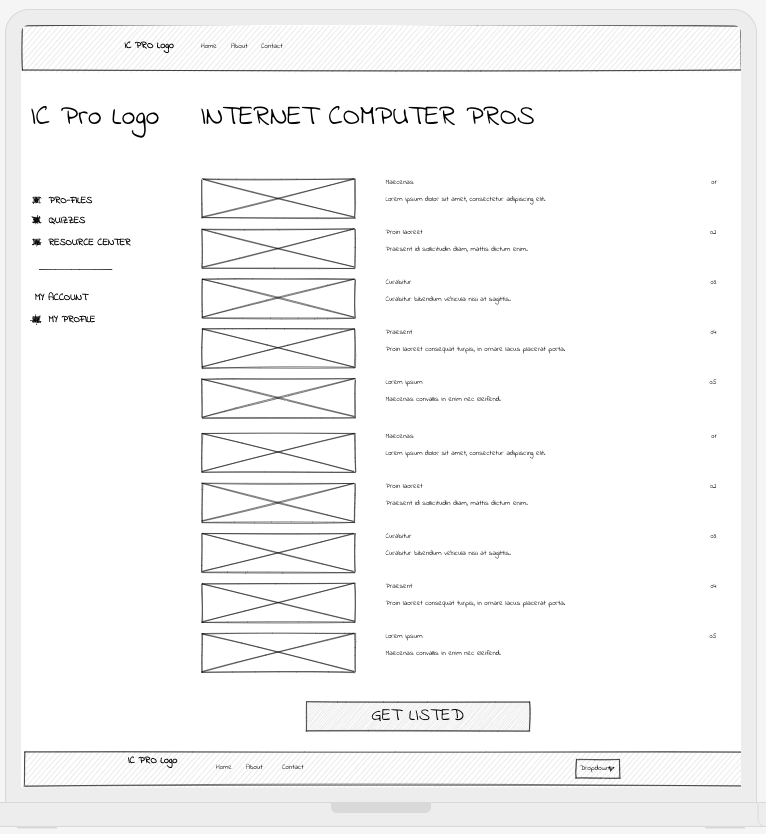 IC PRO Logo Home About Contact
IC Pro Logo
INTERNET COMPUTER PROS
PRO-FILES
QUIZZES
RESOURCE CENTER
MY ACCOUNT
MY PROFILE
Maecenas 01
Lorem ipsum dolor sit amet, consectetur adipiscing elit.
Proin laoreet 02
Praesent id sollicitudin diam, mattis dictum enim.
Curabitur 03
Curabitur bibendum vehicula nisi at sagittis.
Praesent 04
Proin laoreet consequat turpis, in ornare lacus placerat porta.
Lorem ipsum 05
Maecenas convallis in enim nec eleifend.
Maecenas 01
Lorem ipsum dolor sit amet, consectetur adipiscing elit.
Proin laoreet 02
Praesent id sollicitudin diam, mattis dictum enim.
Curabitur 03
Curabitur bibendum vehicula nisi at sagittis.
Praesent 04
Proin laoreet consequat turpis, in ornare lacus placerat porta.
Lorem ipsum 05
Maecenas convallis in enim nec eleifend.
GET LISTED
IC PRO Logo Home About Contact Dropdown